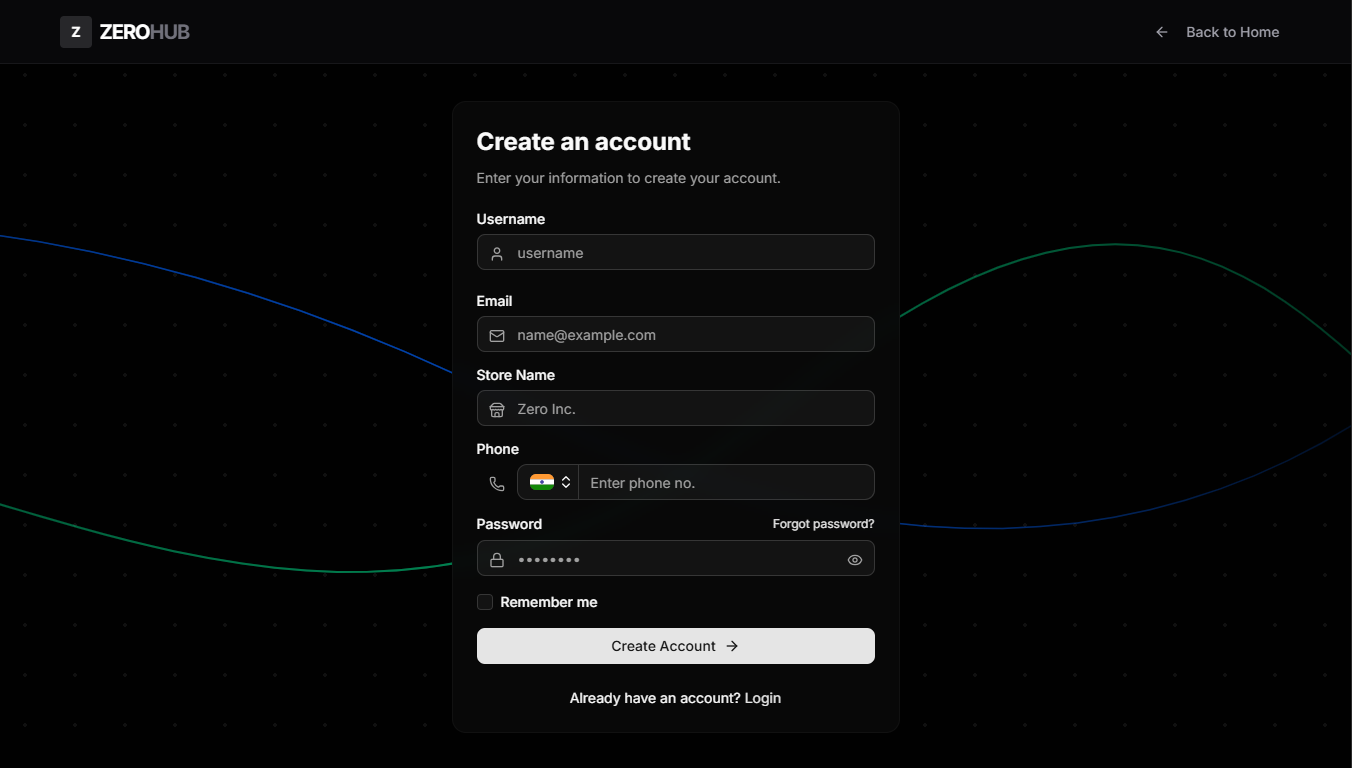 Z ZEROHUB
Back to Home
Create an account
Enter your information to create your account.
Username
username
Email
name@example.com
Store Name
Zero Inc.
Phone
Enter phone no.
Password Forgot password?
••••••••
Remember me
Create Account
Already have an account? Login